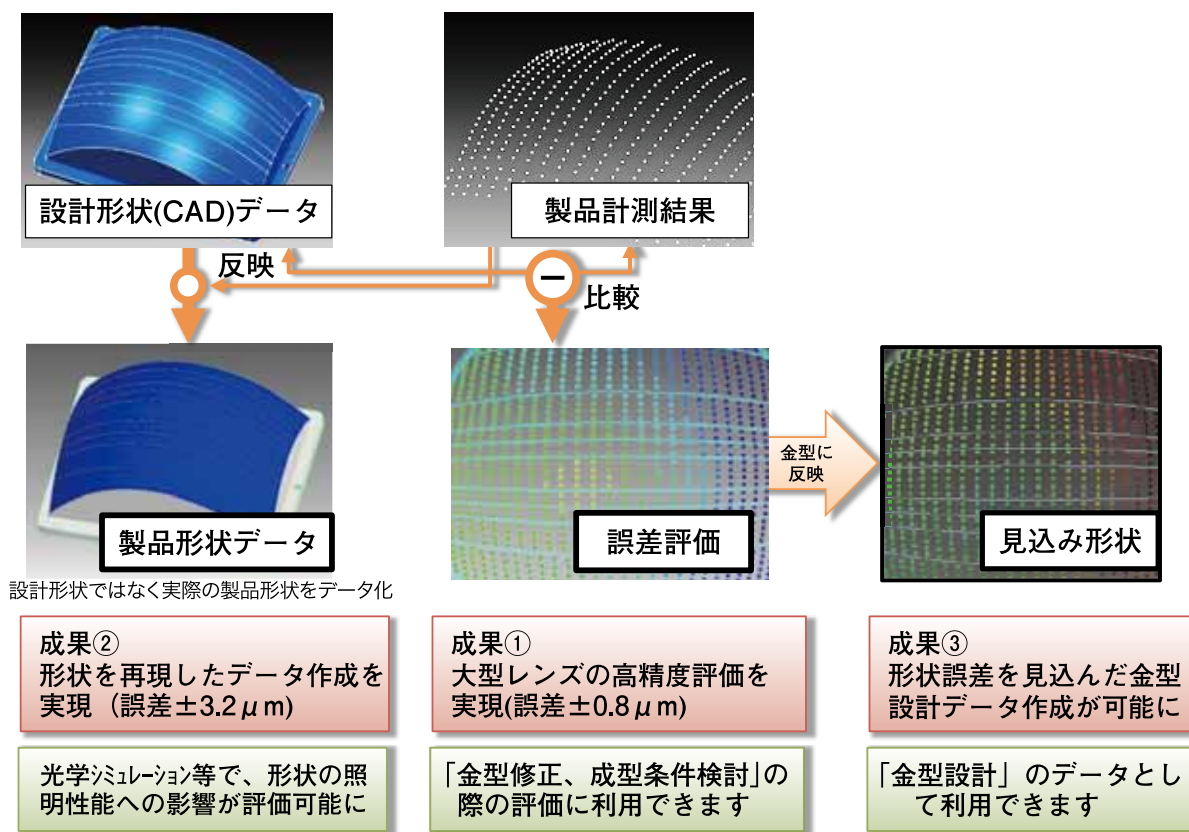 設計形状(CAD)データ
製品計測結果
反映
－
比較
製品形状データ
誤差評価
金型に
反映
見込み形状
設計形状ではなく実際の製品形状をデータ化
成果②
形状を再現したデータ作成を
実現（誤差±3.2μm)
成果①
大型レンズの高精度評価を
実現(誤差±0.8μm)
成果③
形状誤差を見込んだ金型
設計データ作成が可能に
光学ｼﾐｭﾚｰｼｮﾝ等で、形状の照
明性能への影響が評価可能に
「金型修正、成型条件検討」の
際の評価に利用できます
「金型設計」のデータとし
て利用できます